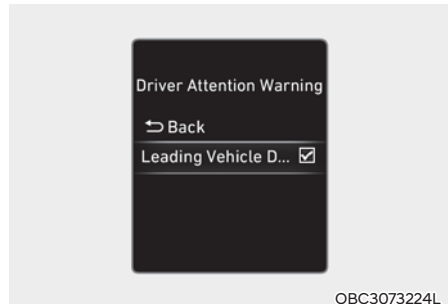 Driver Attention Warning
Back
Leading Vehicle D...
OBC3073224L